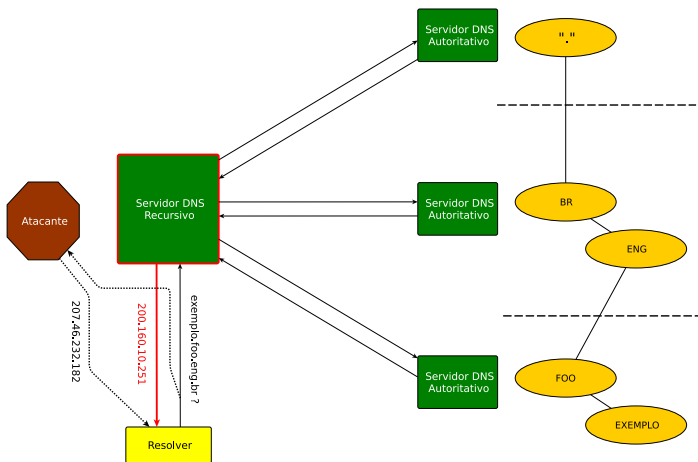 Servidor DNS
Autoritativo
"."
Servidor DNS
Recursivo
Servidor DNS
Autoritativo
BR
Atacante
ENG
207.46.232.182
200.160.10.251
exemplo.foo.eng.br ?
Servidor DNS
Autoritativo
FOO
EXEMPLO
Resolver